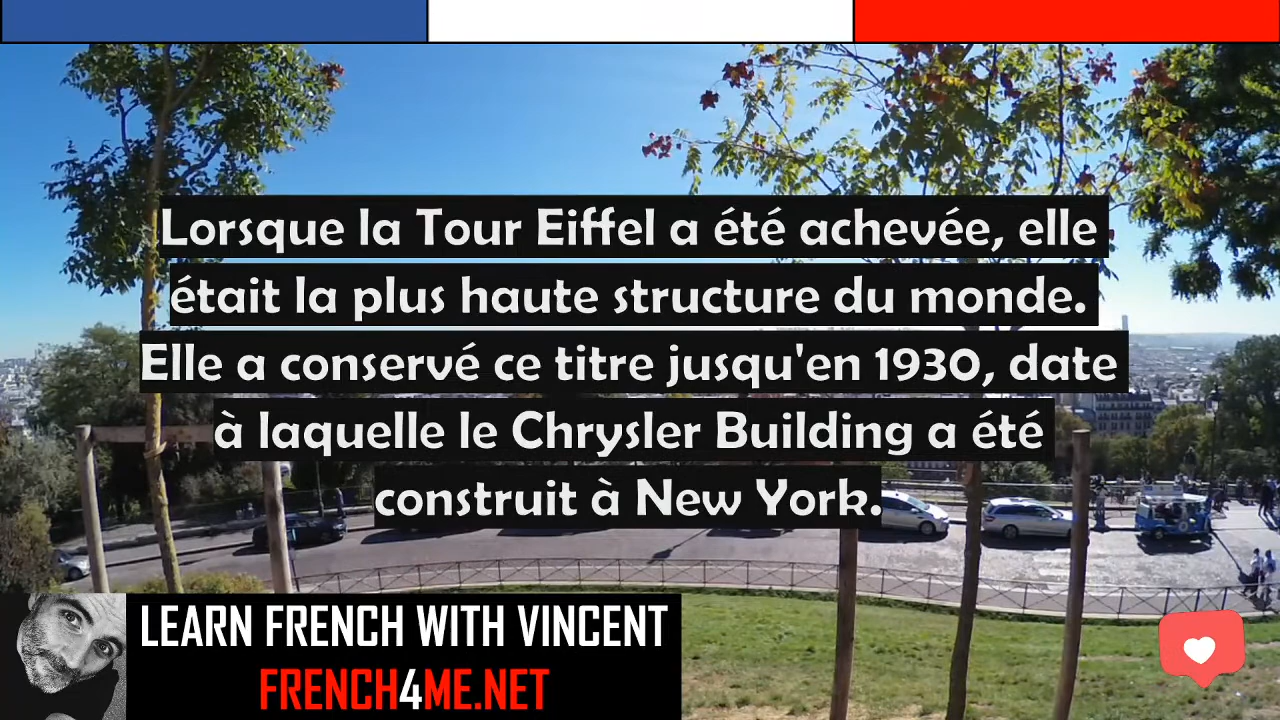 Lorsque la Tour Eiffel a été achevée, elle
était la plus haute structure du monde.
Elle a conservé ce titre jusqu'en 1930, date
à laquelle le Chrysler Building a été
construit à New York.
LEARN FRENCH WITH VINCENT
FRENCH4ME.NET